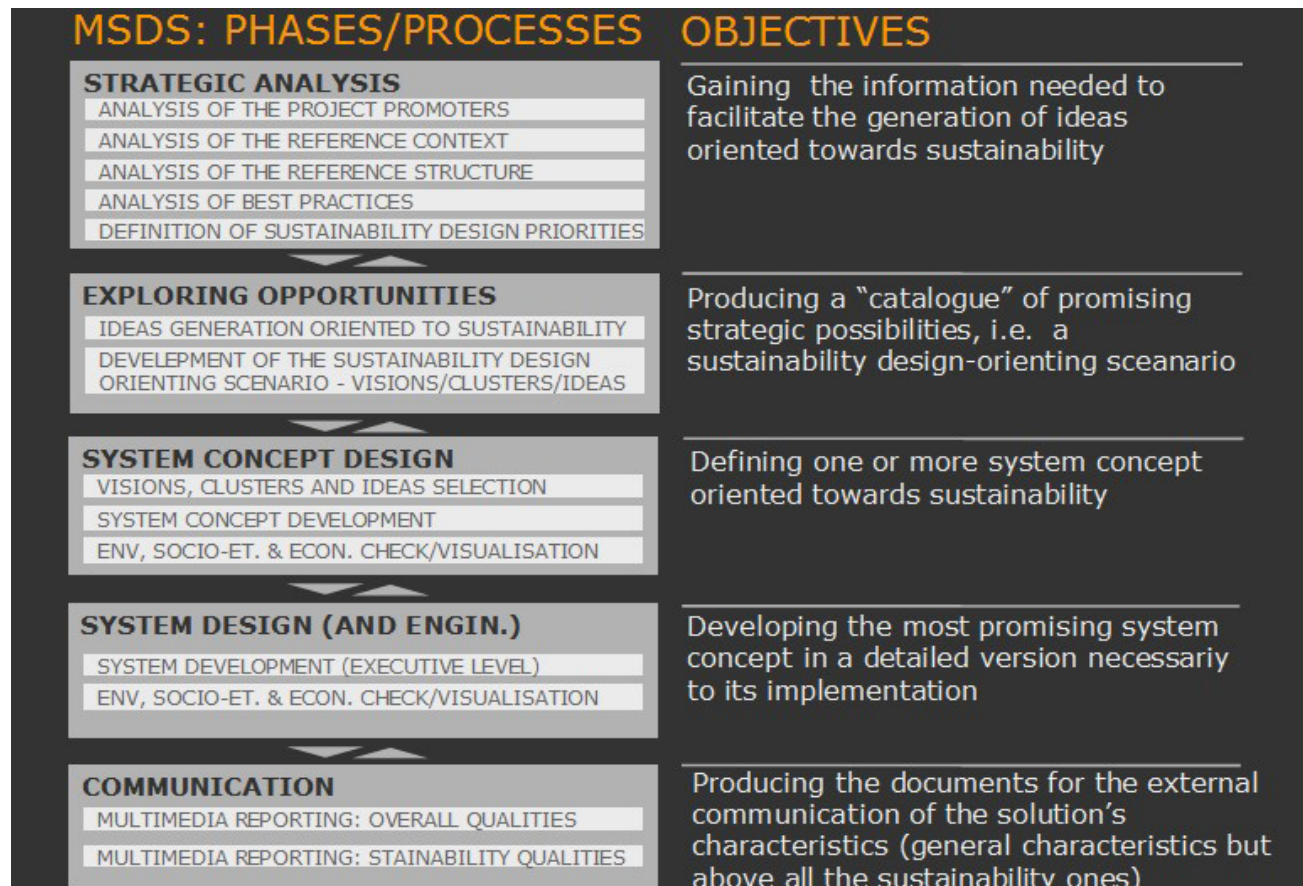 MSDS: PHASES/PROCESSES
OBJECTIVES
STRATEGIC ANALYSIS
ANALYSIS OF THE PROJECT PROMOTERS
ANALYSIS OF THE REFERENCE CONTEXT
ANALYSIS OF THE REFERENCE STRUCTURE
ANALYSIS OF BEST PRACTICES
DEFINITION OF SUSTAINABILITY DESIGN PRIORITIES
Gaining the information needed to
facilitate the generation of ideas
oriented towards sustainability
EXPLORING OPPORTUNITIES
IDEAS GENERATION ORIENTED TO SUSTAINABILITY
DEVELEPMENT OF THE SUSTAINABILITY DESIGN
ORIENTING SCENARIO - VISIONS/CLUSTERS/IDEAS
Producing a “catalogue” of promising
strategic possibilities, i.e. a
sustainability design-orienting sceanario
SYSTEM CONCEPT DESIGN
VISIONS, CLUSTERS AND IDEAS SELECTION
SYSTEM CONCEPT DEVELOPMENT
ENV, SOCIO-ET. & ECON. CHECK/VISUALISATION
Defining one or more system concept
oriented towards sustainability
SYSTEM DESIGN (AND ENGIN.)
SYSTEM DEVELOPMENT (EXECUTIVE LEVEL)
ENV, SOCIO-ET. & ECON. CHECK/VISUALISATION
Developing the most promising system
concept in a detailed version necessariy
to its implementation
COMMUNICATION
MULTIMEDIA REPORTING: OVERALL QUALITIES
MULTIMEDIA REPORTING: STAINABILITY QUALITIES
Producing the documents for the external
communication of the solution’s
characteristics (general characteristics but
above all the sustainability ones)